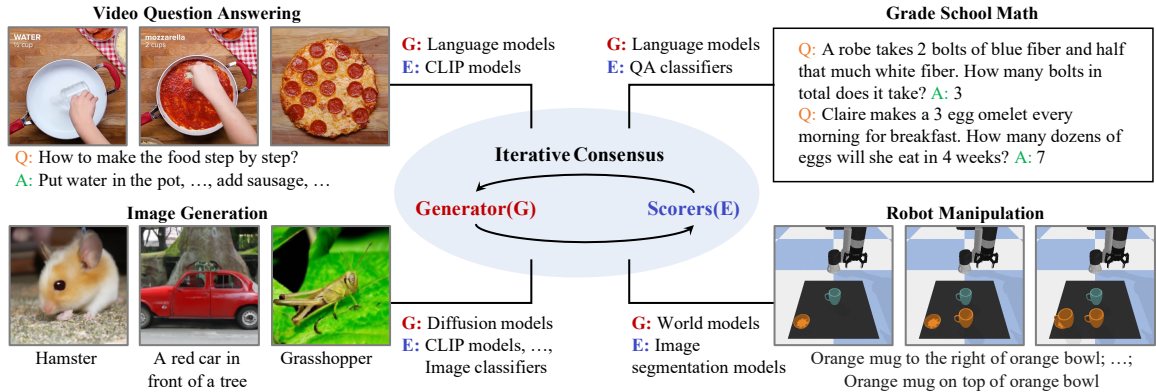 Video Question Answering
WATER
½ cup
mozzarella
2 cups
Q: How to make the food step by step?
A: Put water in the pot, …, add sausage, …
G: Language models
E: CLIP models
G: Language models
E: QA classifiers
Grade School Math
Q: A robe takes 2 bolts of blue fiber and half
that much white fiber. How many bolts in
total does it take? A: 3
Q: Claire makes a 3 egg omelet every
morning for breakfast. How many dozens of
eggs will she eat in 4 weeks? A: 7
Iterative Consensus
Generator(G)
Scorers(E)
Image Generation
Hamster
A red car in
front of a tree
Grasshopper
G: Diffusion models
E: CLIP models, …,
Image classifiers
G: World models
E: Image
segmentation models
Robot Manipulation
Orange mug to the right of orange bowl; …;
Orange mug on top of orange bowl